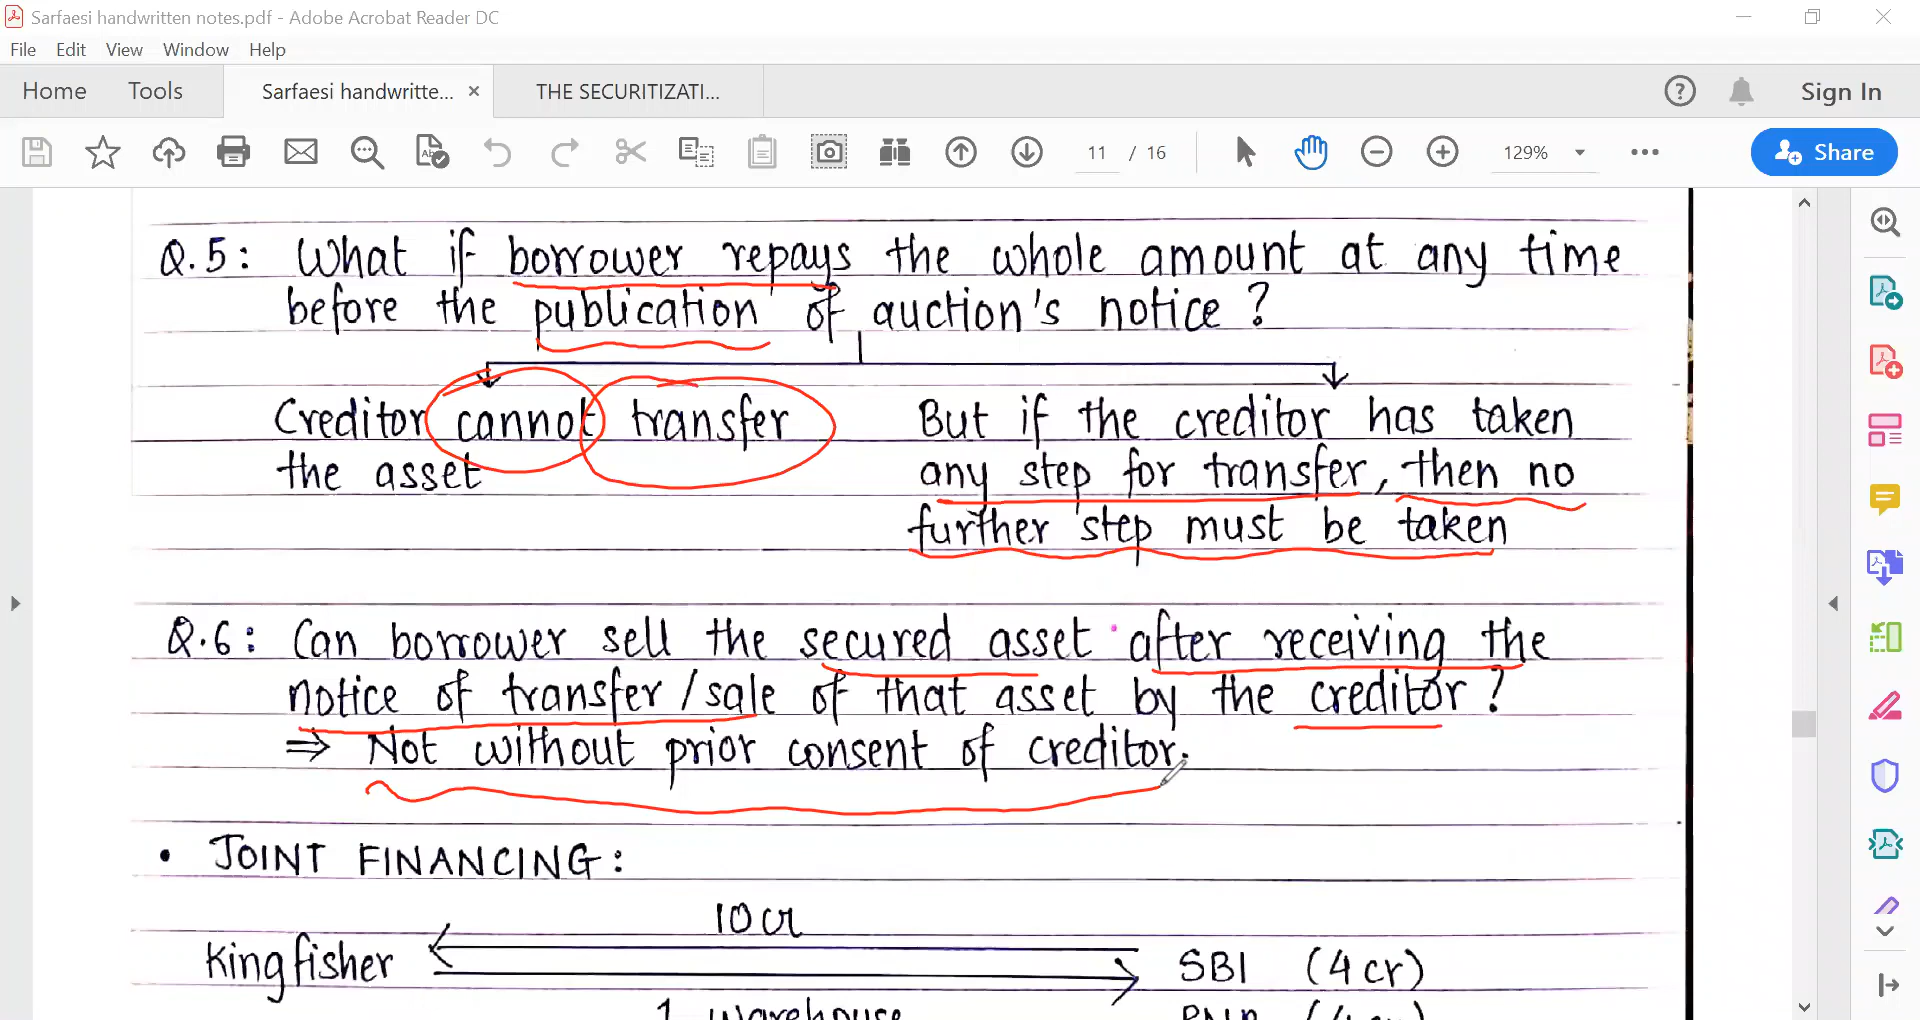 Sarfaesi handwritten notes.pdf - Adobe Acrobat Reader DC
File Edit View Window Help
Home Tools Sarfaesi handwritte... × THE SECURITIZATI... Sign In
11 / 16 129% Share
Q.5: What if borrower repays the whole amount at any time
before the publication of auction's notice?
Creditor cannot transfer
the asset
But if the creditor has taken
any step for transfer, then no
further step must be taken
Q.6: Can borrower sell the secured asset after receiving the
notice of transfer/sale of that asset by the creditor?
⇒ Not without prior consent of creditor.
• JOINT FINANCING:
10 cr
Kingfisher SBI (4 cr)
1 warehouse